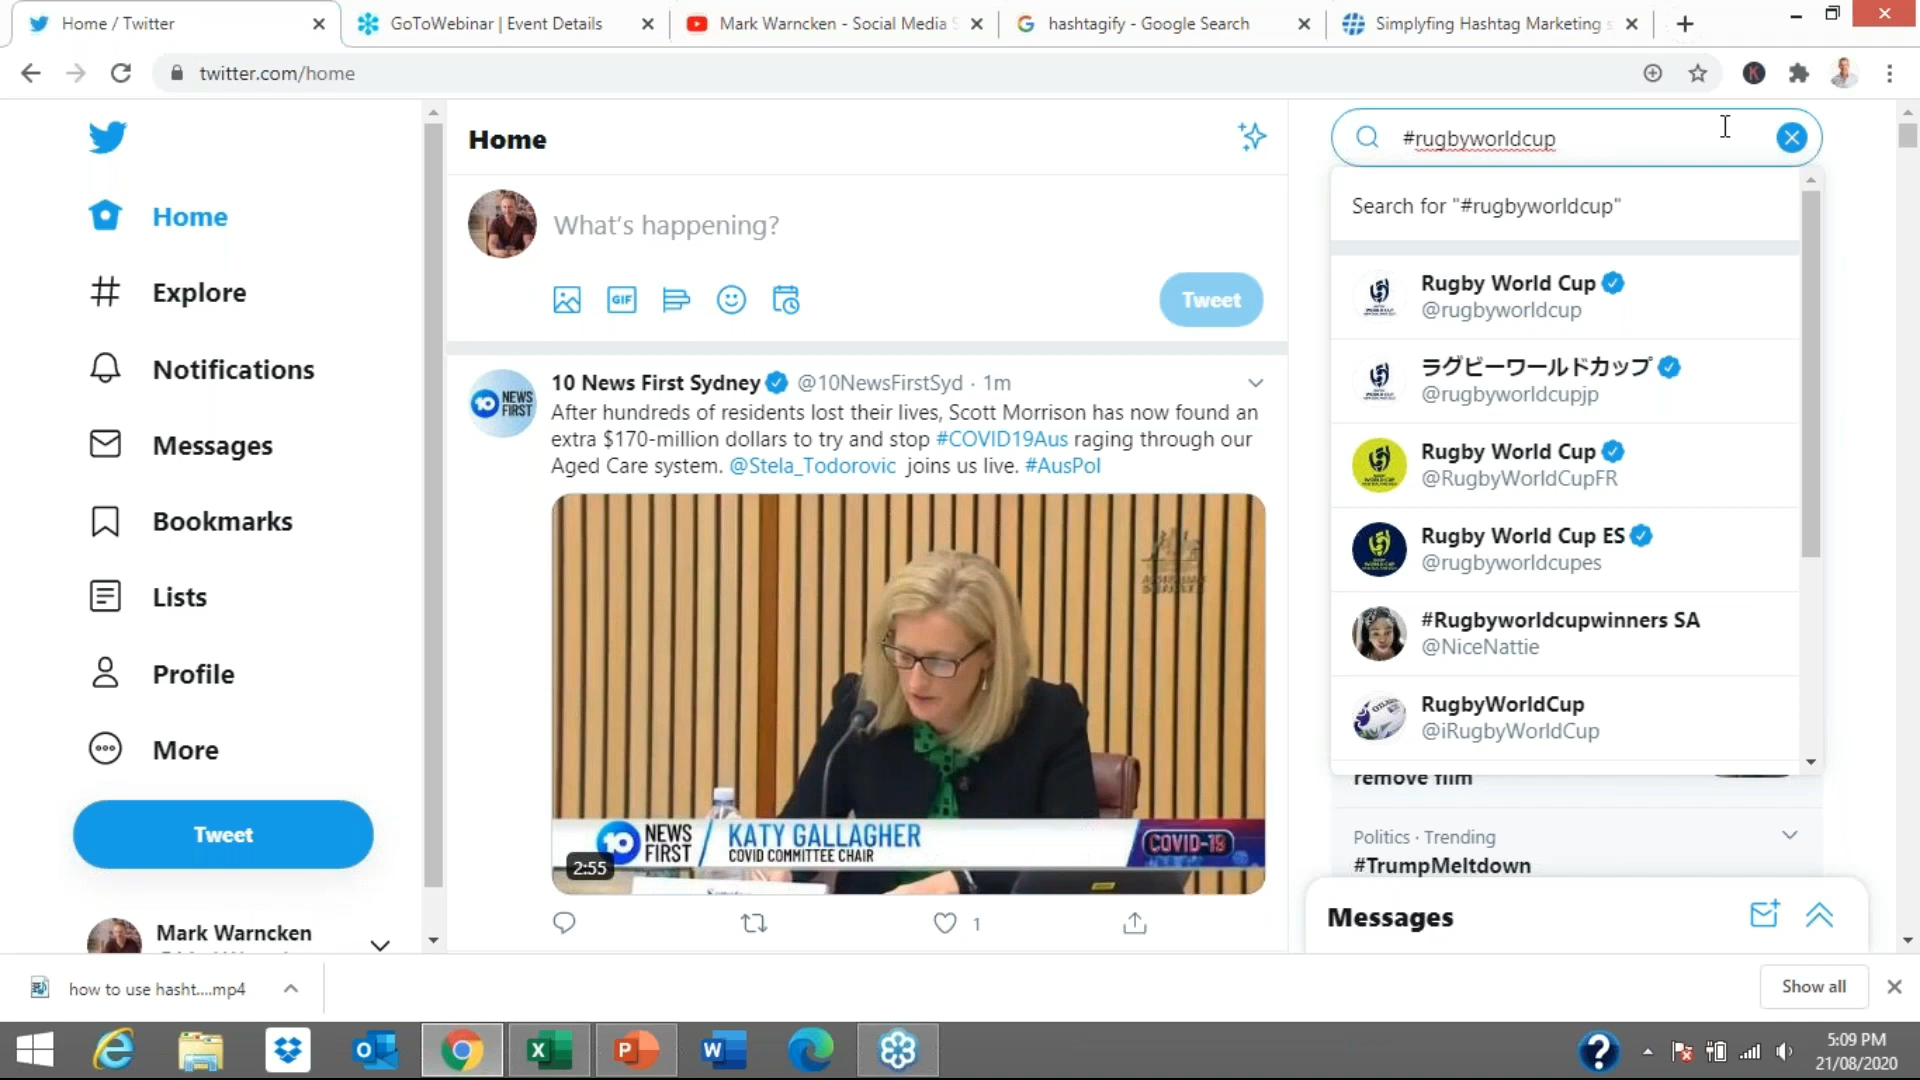 Home / Twitter
GoToWebinar | Event Details
Mark Warncken - Social Media S
hashtagify - Google Search
Simplyfing Hashtag Marketing s
twitter.com/home
K
Home
Explore
Notifications
Messages
Bookmarks
Lists
Profile
More
Tweet
Mark Warncken
Home
What's happening?
GIF
Tweet
10 News First Sydney @10NewsFirstSyd · 1m
After hundreds of residents lost their lives, Scott Morrison has now found an
extra $170-million dollars to try and stop #COVID19Aus raging through our
Aged Care system. @Stela_Todorovic joins us live. #AusPol
10 NEWS FIRST
10 NEWS FIRST
KATY GALLAGHER
COVID COMMITTEE CHAIR
COVID-19
2:55
1
#rugbyworldcup
Search for "#rugbyworldcup"
Rugby World Cup
@rugbyworldcup
ラグビーワールドカップ
@rugbyworldcupjp
Rugby World Cup
@RugbyWorldCupFR
Rugby World Cup ES
@rugbyworldcupes
#Rugbyworldcupwinners SA
@NiceNattie
RugbyWorldCup
@iRugbyWorldCup
remove film
Politics · Trending
#TrumpMeltdown
Messages
how to use hasht....mp4
Show all
5:09 PM
21/08/2020